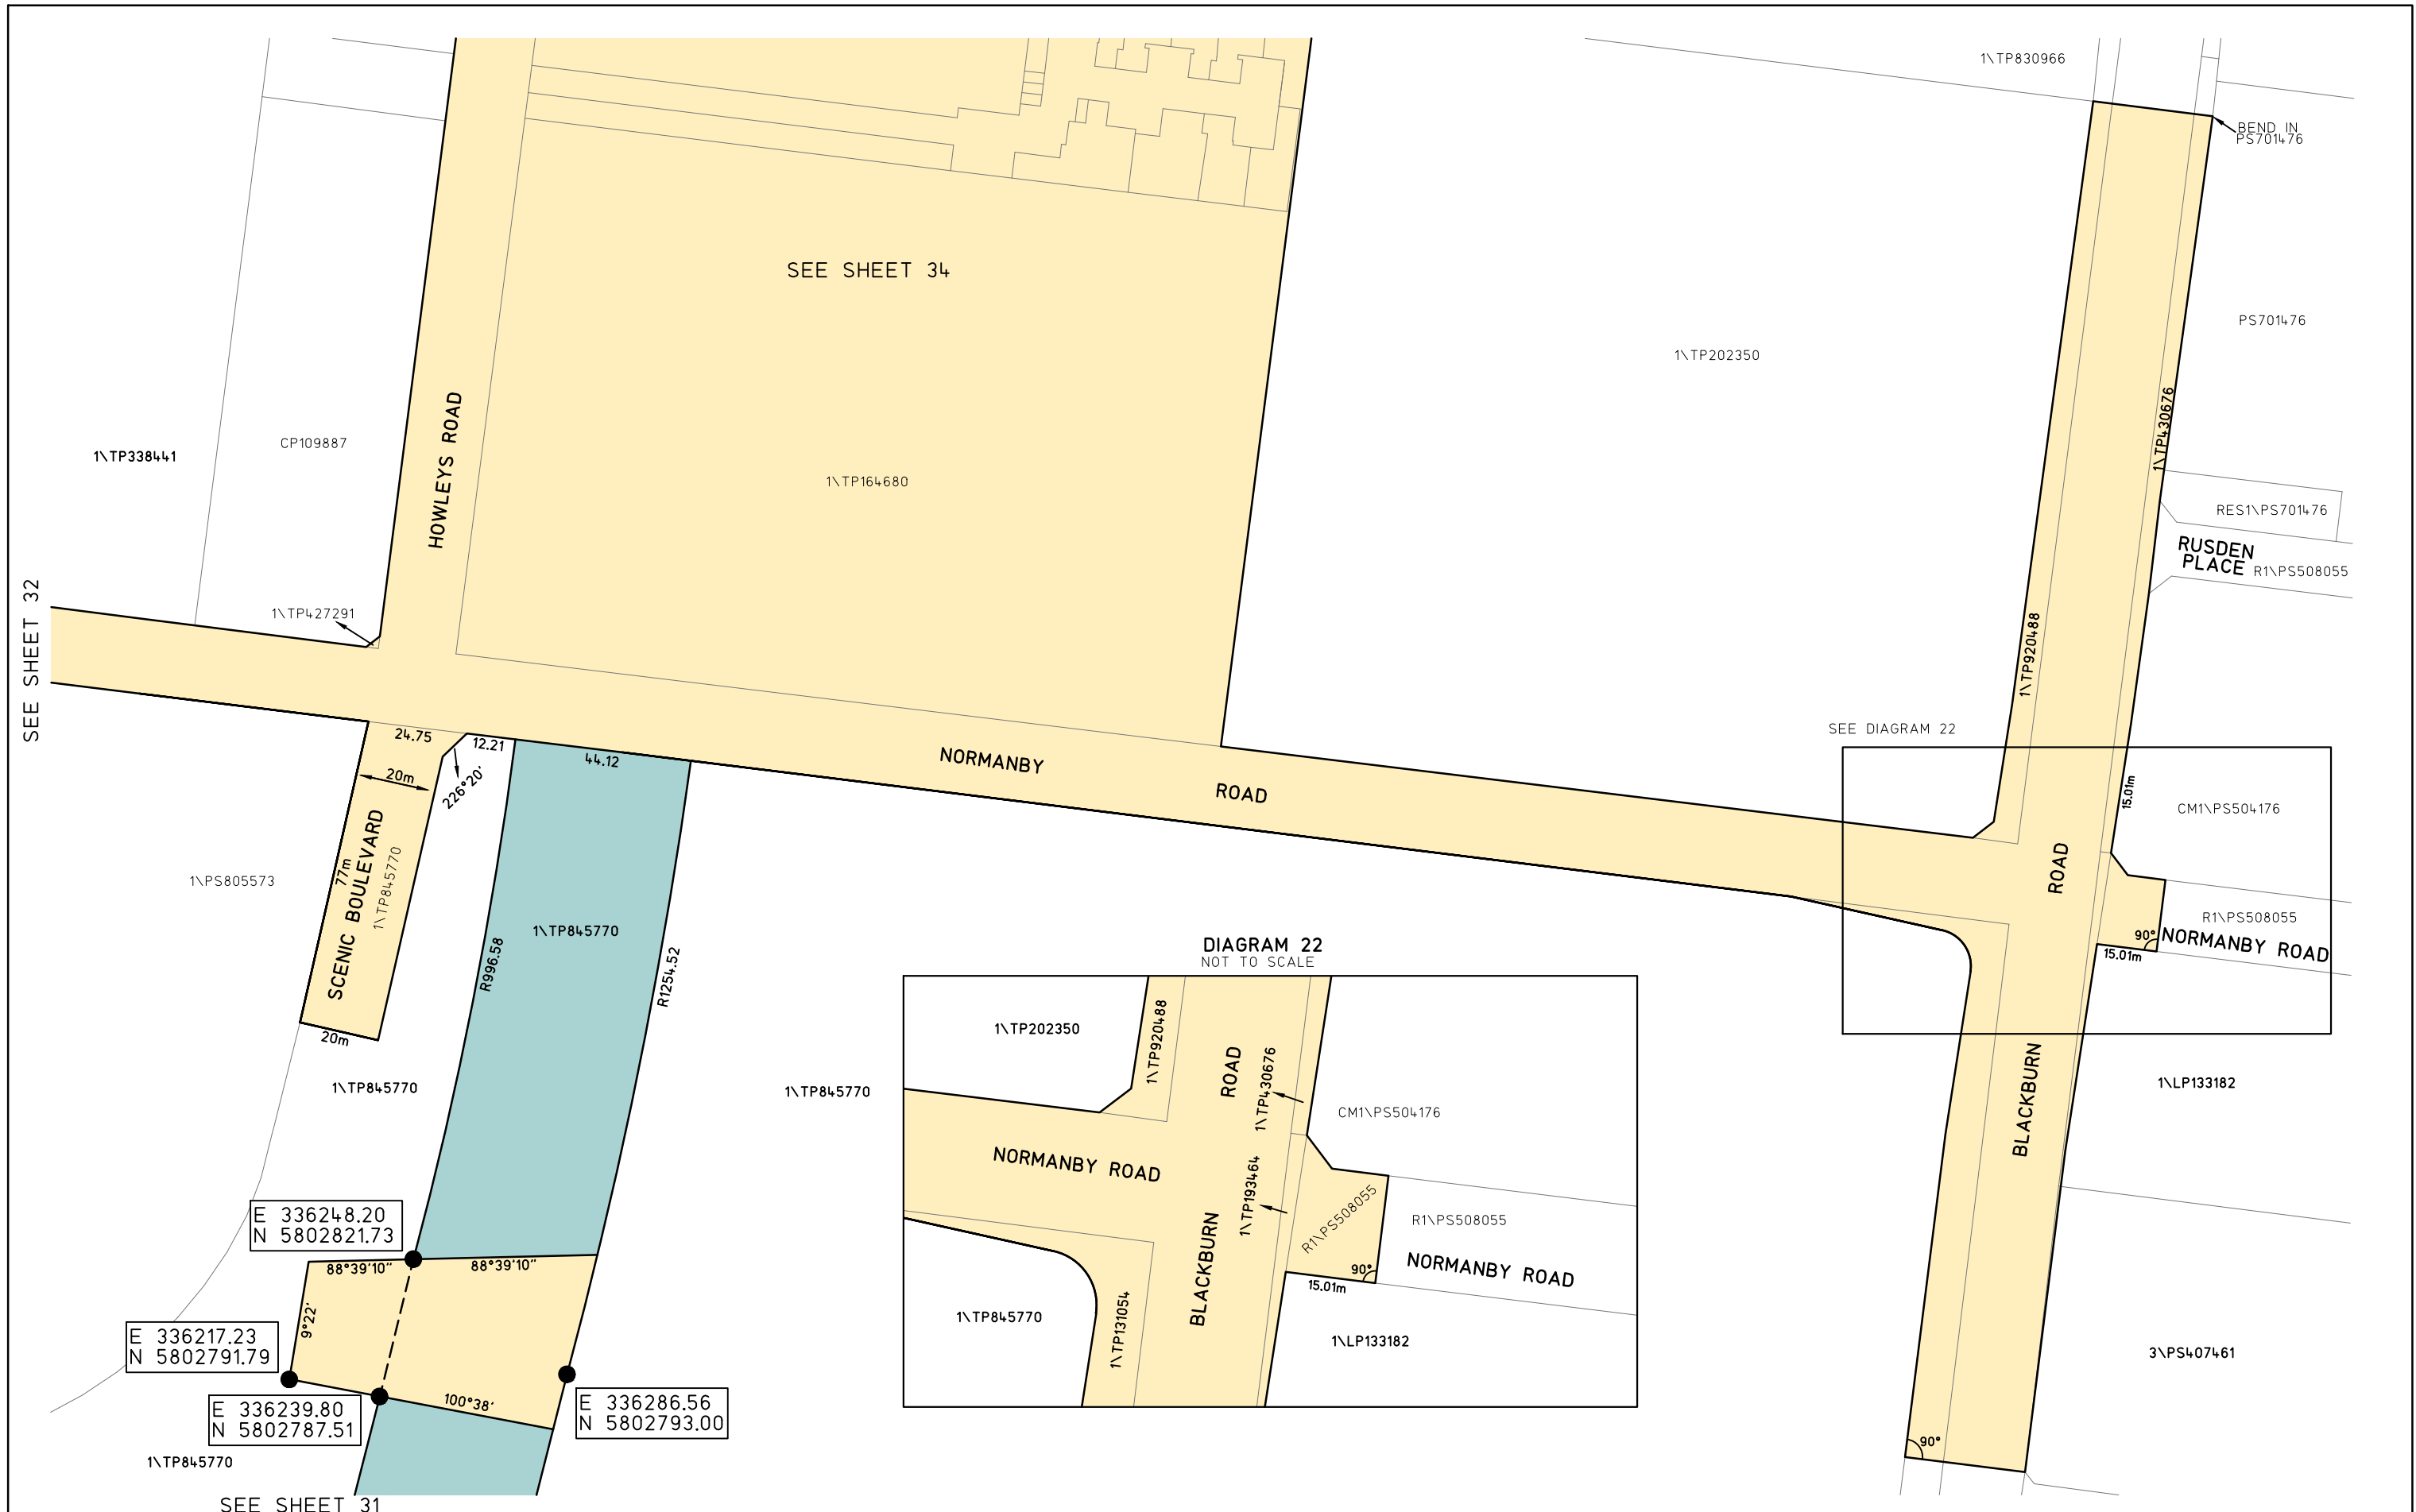 1\TP830966
BEND IN
PS701476
SEE SHEET 34
PS701476
1\TP202350
1\TP338441
CP109887
HOWLEYS ROAD
1\TP164680
1\TP430676
RES1\PS701476
RUSDEN
PLACE
R1\PS508055
SEE SHEET 32
1\TP427291
1\TP920488
SEE DIAGRAM 22
24.75
12.21
44.12
20m
226°20'
NORMANBY
ROAD
15.01m
CM1\PS504176
ROAD
1\PS805573
77m
SCENIC BOULEVARD
1\TP845770
R996.58
1\TP845770
R1254.52
R1\PS508055
90°
NORMANBY ROAD
15.01m
20m
1\TP845770
1\TP845770
BLACKBURN
1\LP133182
DIAGRAM 22
NOT TO SCALE
1\TP202350
1\TP920488
ROAD
1\TP430676
CM1\PS504176
NORMANBY ROAD
1\TP193464
R1\PS508055
R1\PS508055
BLACKBURN
90°
NORMANBY ROAD
15.01m
1\TP845770
1\TP131054
1\LP133182
E 336248.20
N 5802821.73
88°39'10"
88°39'10"
9°22'
E 336217.23
N 5802791.79
100°38'
E 336239.80
N 5802787.51
E 336286.56
N 5802793.00
3\PS407461
90°
1\TP845770
SEE SHEET 31